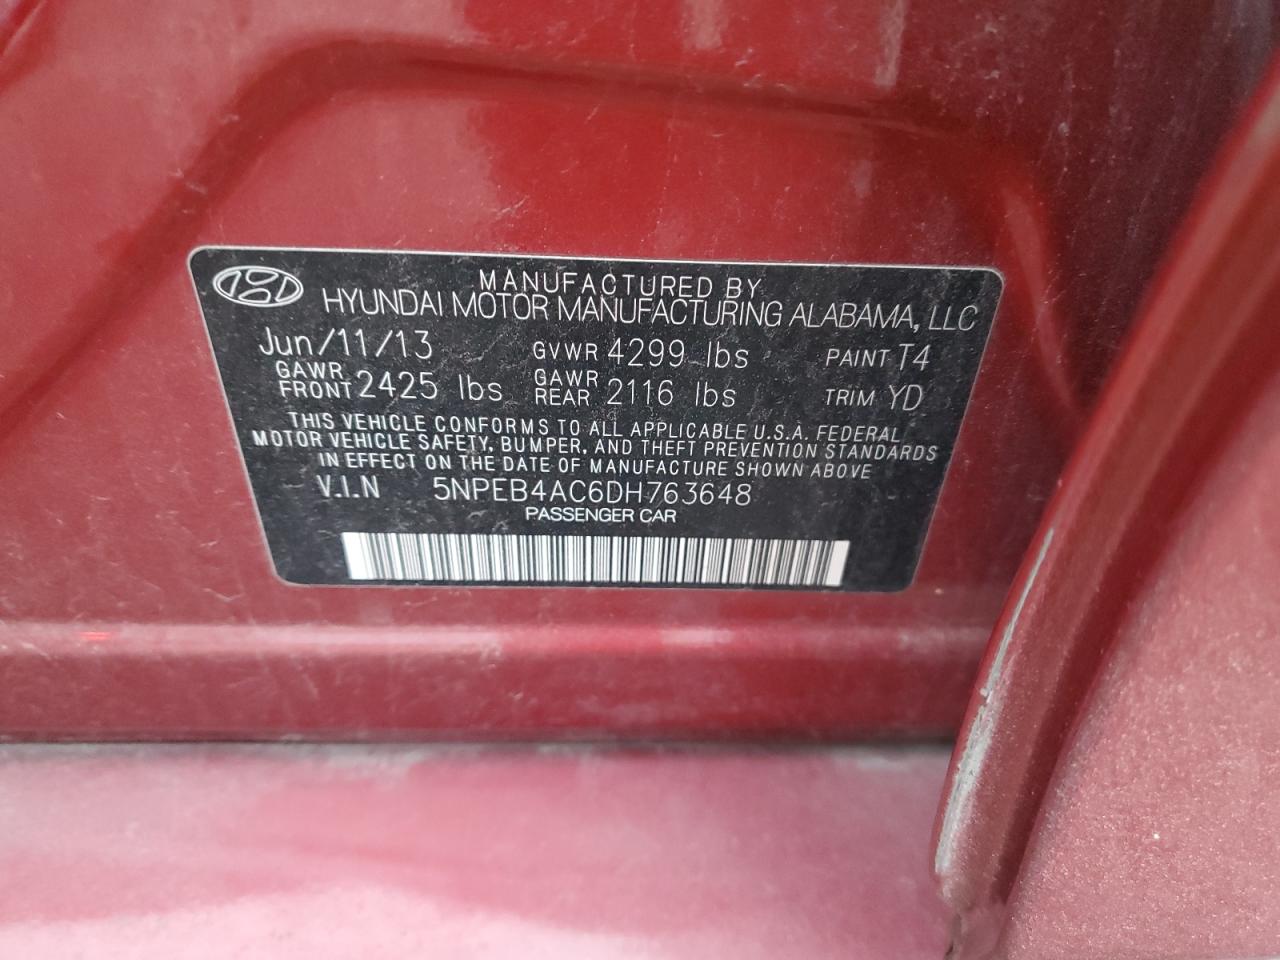 MANUFACTURED BY
HYUNDAI MOTOR MANUFACTURING ALABAMA, LLC
Jun/11/13 GVWR 4299 lbs PAINT T4
GAWR FRONT 2425 lbs GAWR REAR 2116 lbs TRIM YD
THIS VEHICLE CONFORMS TO ALL APPLICABLE U.S.A. FEDERAL
MOTOR VEHICLE SAFETY, BUMPER, AND THEFT PREVENTION STANDARDS
IN EFFECT ON THE DATE OF MANUFACTURE SHOWN ABOVE
V.I.N 5NPEB4AC6DH763648
PASSENGER CAR